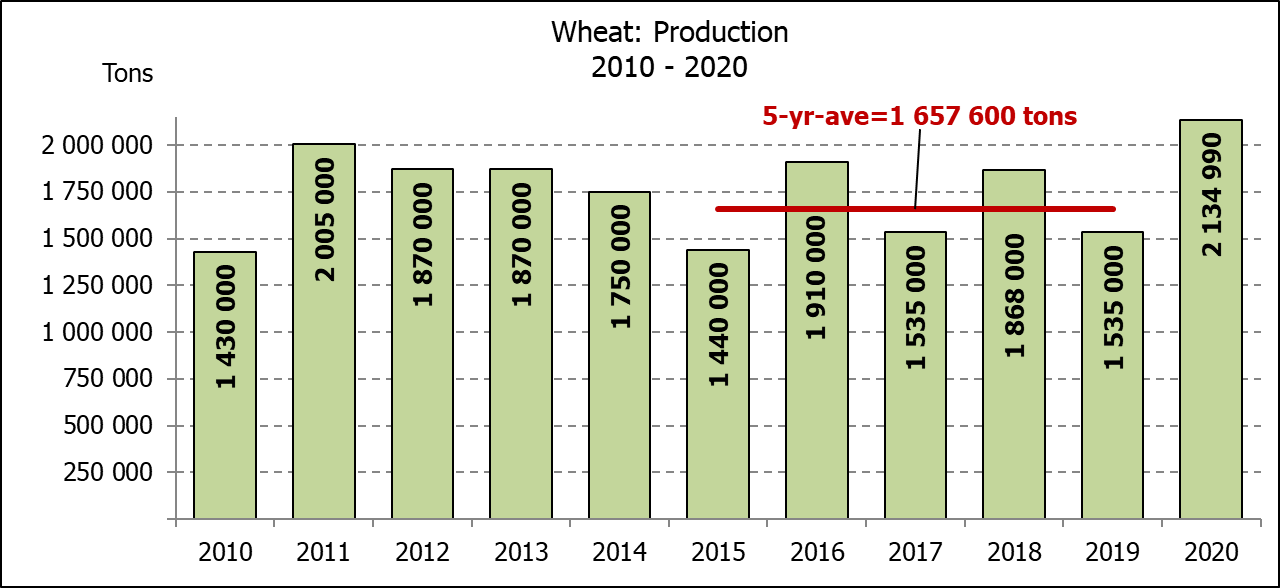 Wheat: Production
2010 - 2020
Tons
5-yr-ave=1 657 600 tons
2 000 000
1 750 000
1 500 000
1 250 000
1 000 000
750 000
500 000
250 000
1 430 000
2 005 000
1 870 000
1 870 000
1 750 000
1 440 000
1 910 000
1 535 000
1 868 000
1 535 000
2 134 990
2010 2011 2012 2013 2014 2015 2016 2017 2018 2019 2020